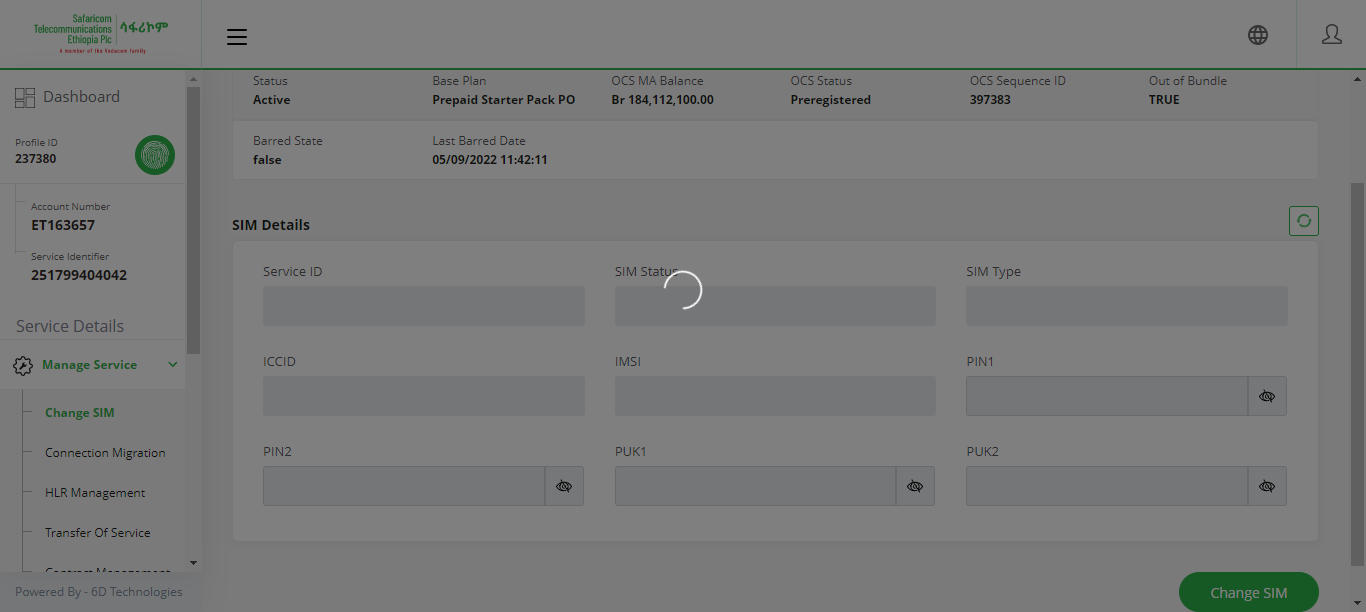 Safaricom
Telecommunications
Ethiopia Plc
ሳፋሪኮም
A member of the Vodacom family
Dashboard
Profile ID
237380
Account Number
ET163657
Service Identifier
251799404042
Service Details
Manage Service
Change SIM
Connection Migration
HLR Management
Transfer Of Service
Contract Management
Powered By - 6D Technologies
Status Base Plan OCS MA Balance OCS Status OCS Sequence ID Out of Bundle
Active Prepaid Starter Pack PO Br 184,112,100.00 Preregistered 397383 TRUE
Barred State Last Barred Date
false 05/09/2022 11:42:11
SIM Details
Service ID SIM Status SIM Type
ICCID IMSI PIN1
PIN2 PUK1 PUK2
Change SIM